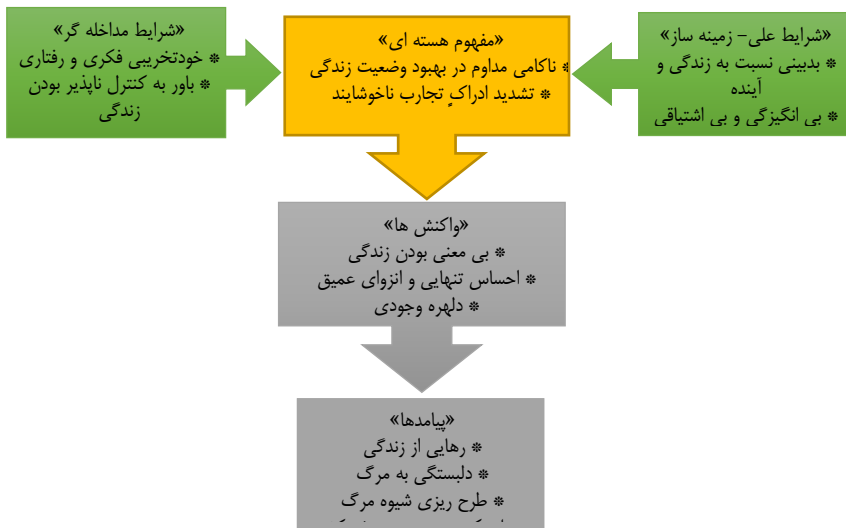 «شرایط علی- زمینه ساز»
* بدبینی نسبت به زندگی و
آینده
* بی انگیزگی و بی اشتیاقی
«مفهوم هسته ای»
* ناکامی مداوم در بهبود وضعیت زندگی
* تشدید ادراکِ تجارب ناخوشایند
«شرایط مداخله گر»
* خودتخریبی فکری و رفتاری
* باور به کنترل ناپذیر بودن
زندگی
«واکنش ها»
* بی معنی بودن زندگی
* احساس تنهایی و انزوای عمیق
* دلهره وجودی
«پیامدها»
* رهایی از زندگی
* دلبستگی به مرگ
* طرح ریزی شیوه مرگ